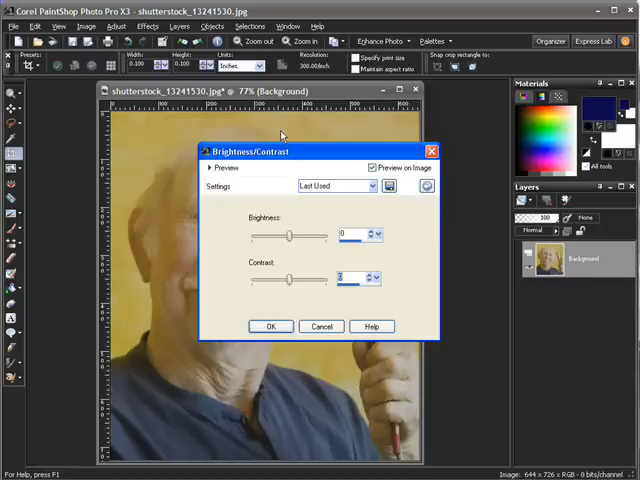 Corel PaintShop Photo Pro X3 - shutterstock_13241530.jpg
File Edit View Image Adjust Effects Layers Objects Selections Window Help
Zoom out Zoom in Enhance Photo Palettes Organizer Express Lab
Presets: Width: Height: Units: Resolution: Snap crop rectangle to:
0.100 0.100 Inches 300.00/inch Specify print size
Maintain aspect ratio
shutterstock_13241530.jpg* @ 77% (Background)
Materials
All tools
Layers
100 None
Normal
Background
Brightness/Contrast
Preview Preview on Image
Settings Last Used
Brightness:
0
Contrast:
0
OK Cancel Help
For Help, press F1 Image: 644 x 726 x RGB - 8 bits/channel